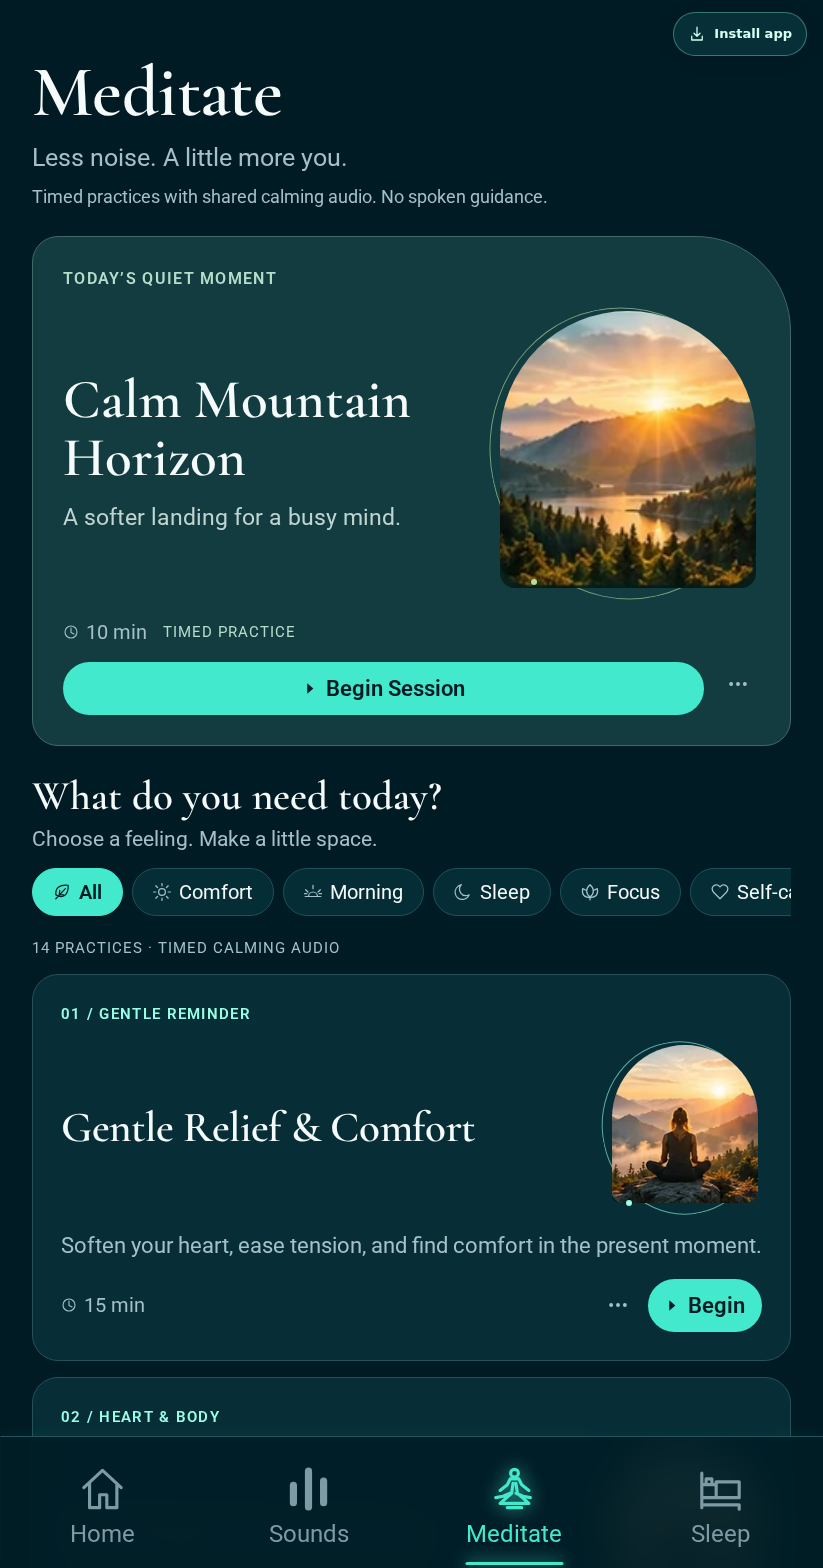 Install app
Meditate
Less noise. A little more you.
Timed practices with shared calming audio. No spoken guidance.
TODAY’S QUIET MOMENT
Calm Mountain
Horizon
A softer landing for a busy mind.
10 min TIMED PRACTICE
Begin Session
What do you need today?
Choose a feeling. Make a little space.
All Comfort Morning Sleep Focus Self-ca
14 PRACTICES · TIMED CALMING AUDIO
01 / GENTLE REMINDER
Gentle Relief & Comfort
Soften your heart, ease tension, and find comfort in the present moment.
15 min Begin
02 / HEART & BODY
Home Sounds Meditate Sleep